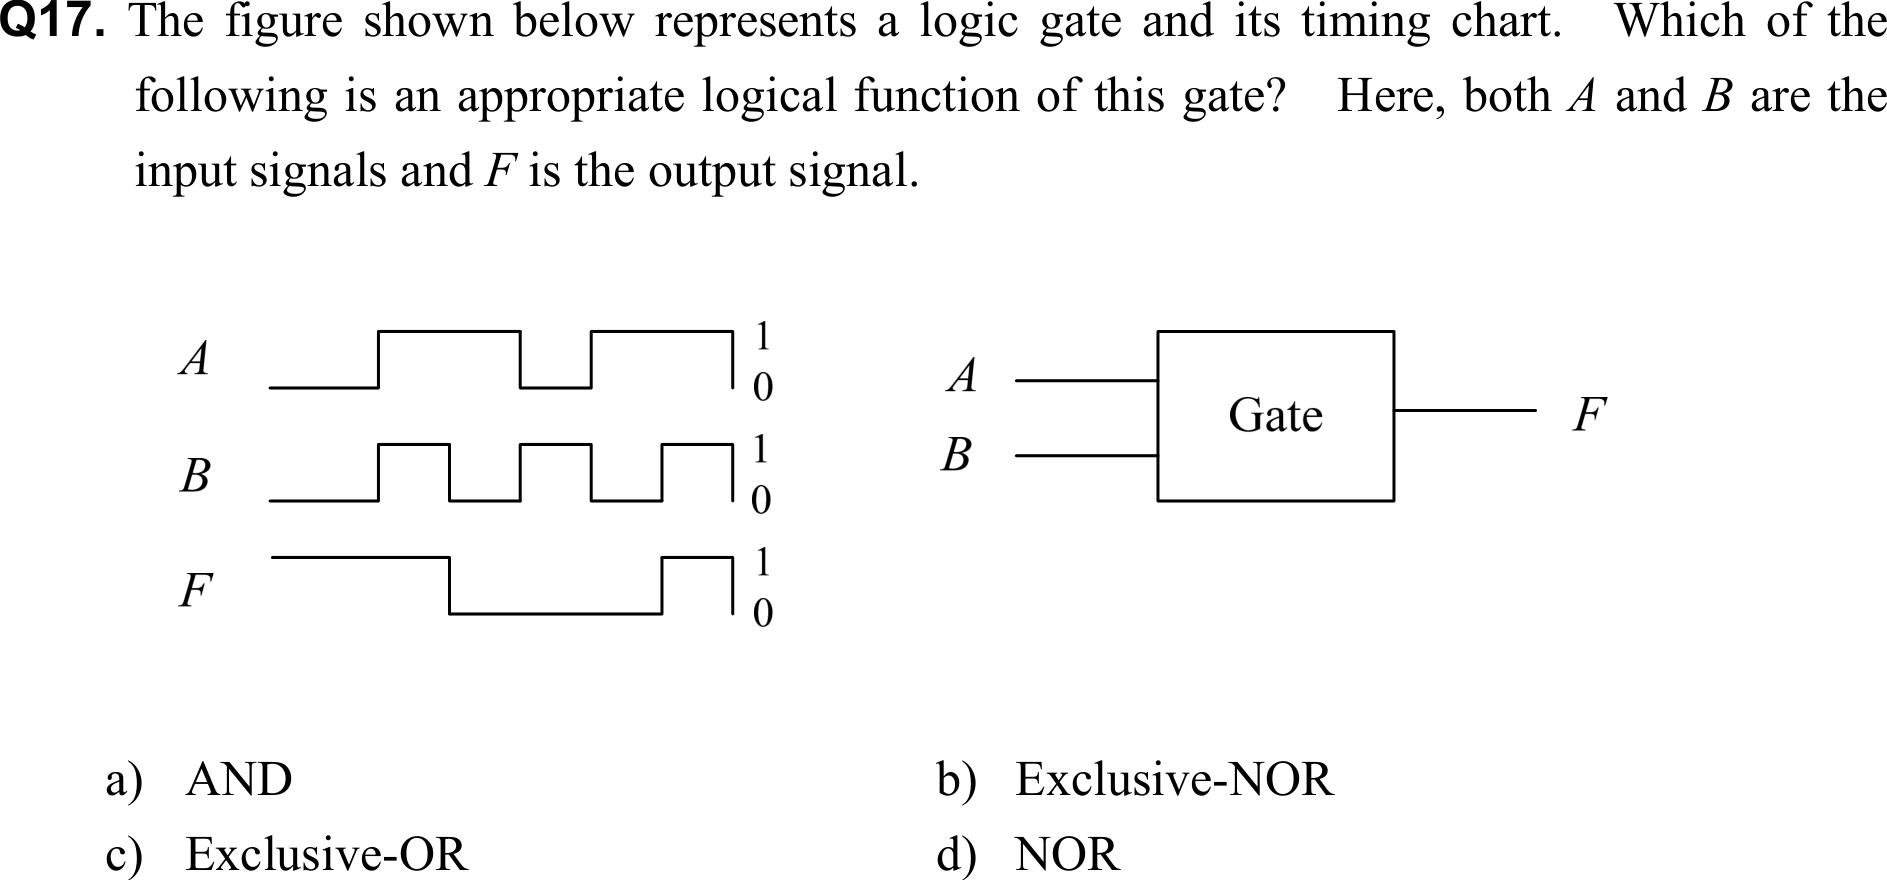 Q17. The figure shown below represents a logic gate and its timing chart. Which of the
following is an appropriate logical function of this gate? Here, both A and B are the
input signals and F is the output signal.
A 1
0
B 1
0
F 1
0
A
B
Gate
F
a) AND
b) Exclusive-NOR
c) Exclusive-OR
d) NOR